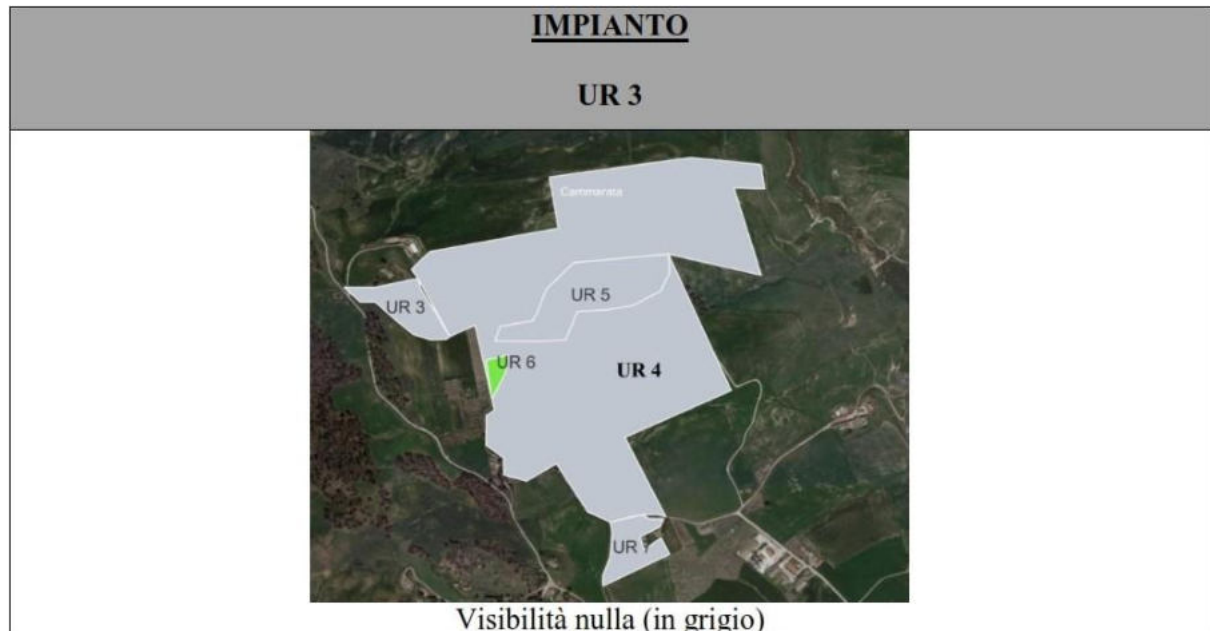 IMPIANTO
UR 3
Cammarata
UR 5
UR 3
UR 6
UR 4
UR 7
Visibilità nulla (in grigio)